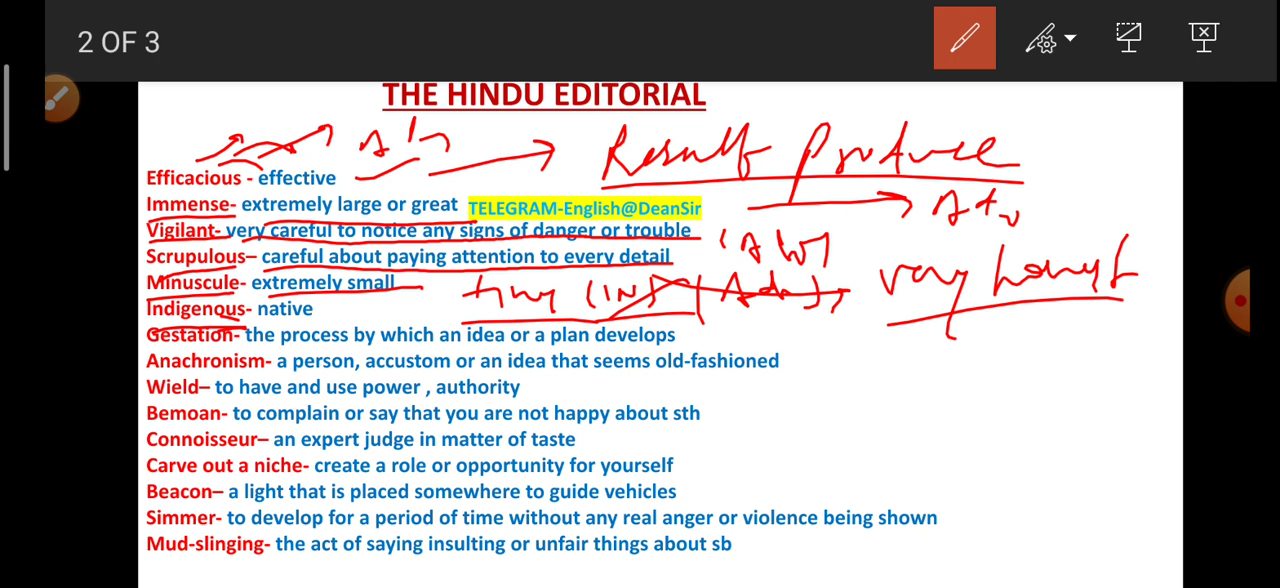 2 OF 3
THE HINDU EDITORIAL
Result Produce
Efficacious - effective
Immense- extremely large or great TELEGRAM-English@DeanSir
Vigilant- very careful to notice any signs of danger or trouble
Scrupulous– careful about paying attention to every detail
very honest
Minuscule- extremely small
tiny
Indigenous- native
Gestation- the process by which an idea or a plan develops
Anachronism- a person, accustom or an idea that seems old-fashioned
Wield– to have and use power , authority
Bemoan- to complain or say that you are not happy about sth
Connoisseur– an expert judge in matter of taste
Carve out a niche- create a role or opportunity for yourself
Beacon– a light that is placed somewhere to guide vehicles
Simmer- to develop for a period of time without any real anger or violence being shown
Mud-slinging- the act of saying insulting or unfair things about sb